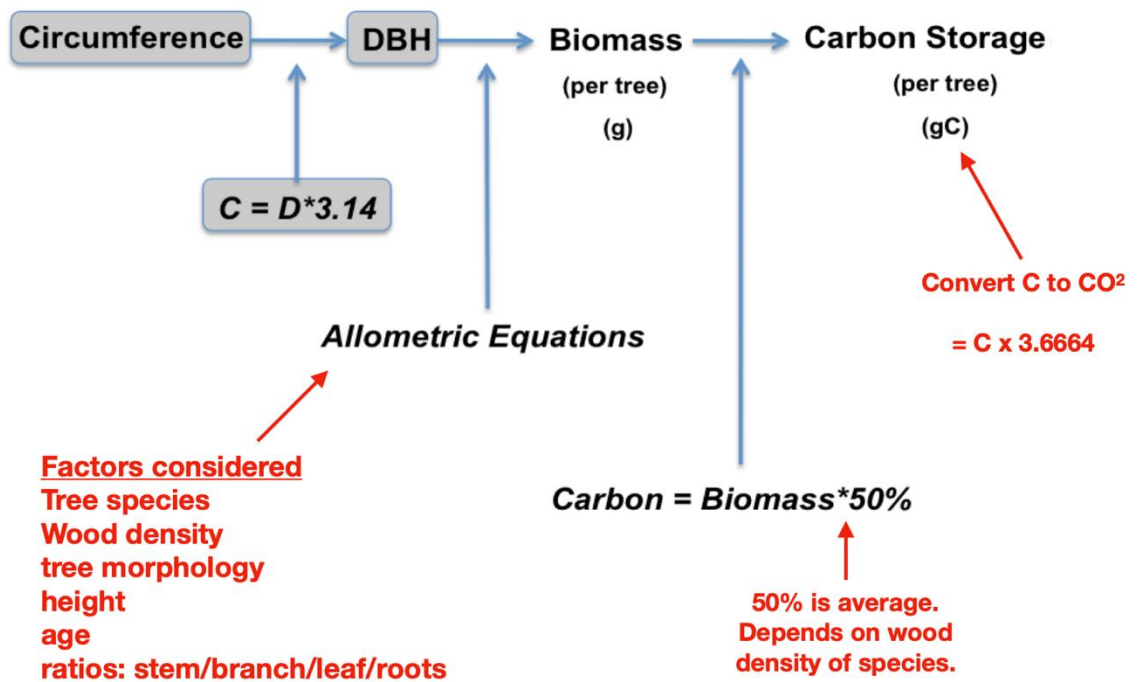 Circumference
DBH
Biomass
(per tree)
(g)
Carbon Storage
(per tree)
(gC)
C = D*3.14
Allometric Equations
Convert C to CO²
= C x 3.6664
Factors considered
Tree species
Wood density
tree morphology
height
age
ratios: stem/branch/leaf/roots
Carbon = Biomass*50%
50% is average.
Depends on wood
density of species.